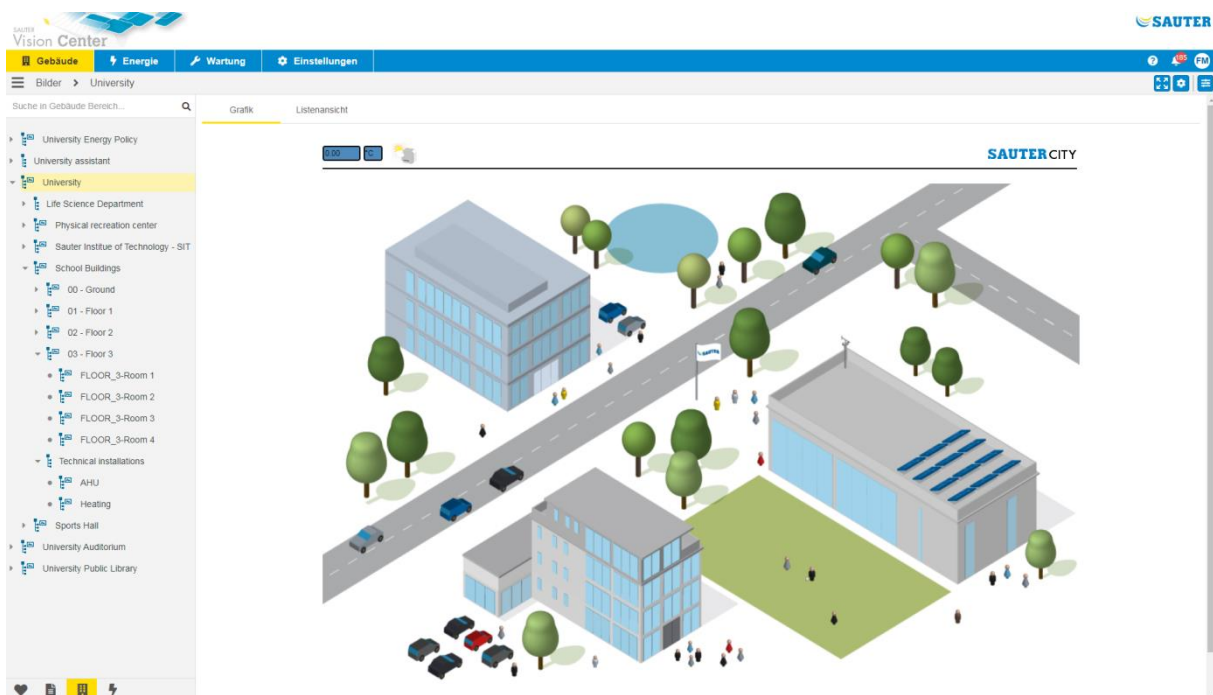 SAUTER
Vision Center
SAUTER
Gebäude
Energie
Wartung
Einstellungen
?
185
FM
Bilder > University
Suche in Gebäude Bereich...
Grafik
Listenansicht
University Energy Policy
University assistant
University
Life Science Department
Physical recreation center
Sauter Institue of Technology - SIT
School Buildings
00 - Ground
01 - Floor 1
02 - Floor 2
03 - Floor 3
FLOOR_3-Room 1
FLOOR_3-Room 2
FLOOR_3-Room 3
FLOOR_3-Room 4
Technical installations
AHU
Heating
Sports Hall
University Auditorium
University Public Library
0.00 °C
SAUTER CITY
SAUTER